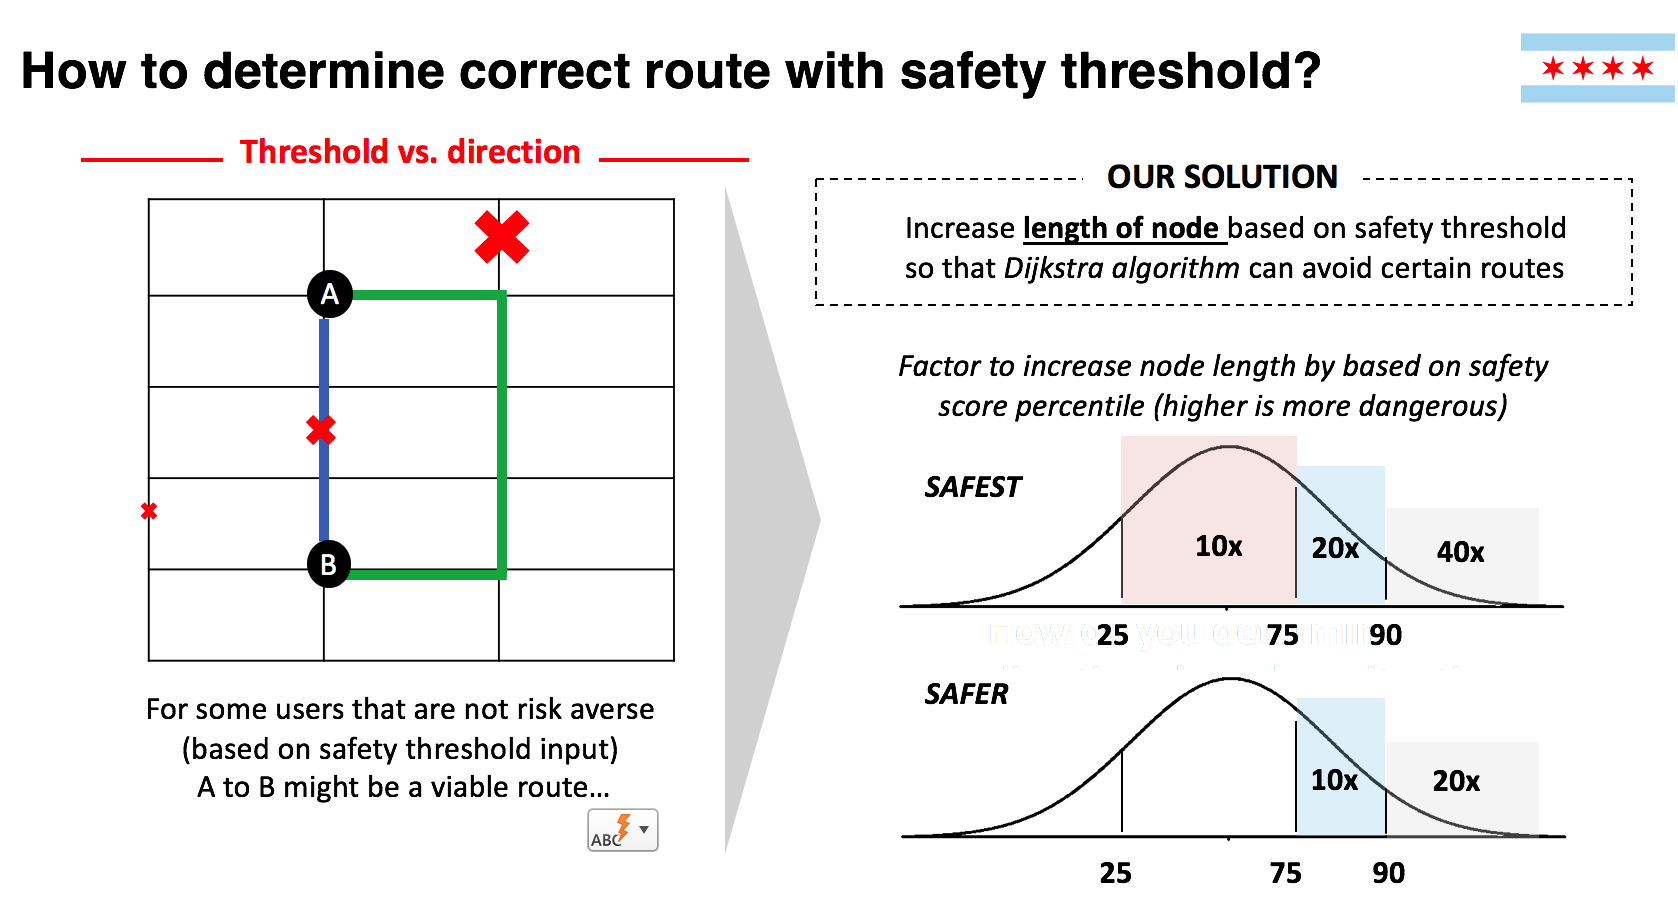 How to determine correct route with safety threshold?
Threshold vs. direction
A
B
For some users that are not risk averse
(based on safety threshold input)
A to B might be a viable route...
ABC
OUR SOLUTION
Increase length of node based on safety threshold
so that Dijkstra algorithm can avoid certain routes
Factor to increase node length by based on safety
score percentile (higher is more dangerous)
SAFEST
10x
20x
40x
25
75
90
SAFER
10x
20x
25
75
90